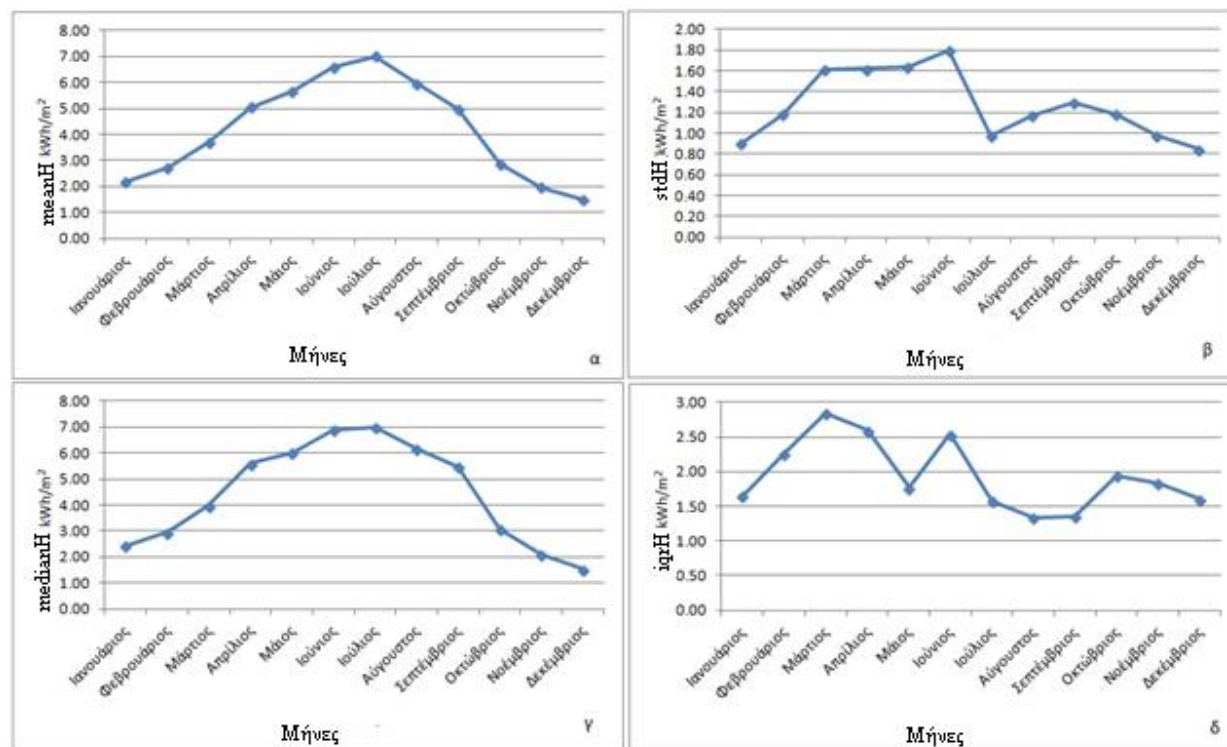 8.00
7.00
6.00
5.00
4.00
3.00
2.00
1.00
0.00
meanH kWh/m²
Ιανουάριος
Φεβρουάριος
Μάρτιος
Απρίλιος
Μάιος
Ιούνιος
Ιούλιος
Αύγουστος
Σεπτέμβριος
Οκτώβριος
Νοέμβριος
Δεκέμβριος
Μήνες
α
2.00
1.80
1.60
1.40
1.20
1.00
0.80
0.60
0.40
0.20
0.00
stdH kWh/m²
Ιανουάριος
Φεβρουάριος
Μάρτιος
Απρίλιος
Μάιος
Ιούνιος
Ιούλιος
Αύγουστος
Σεπτέμβριος
Οκτώβριος
Νοέμβριος
Δεκέμβριος
Μήνες
β
8.00
7.00
6.00
5.00
4.00
3.00
2.00
1.00
0.00
medianH kWh/m²
Ιανουάριος
Φεβρουάριος
Μάρτιος
Απρίλιος
Μάιος
Ιούνιος
Ιούλιος
Αύγουστος
Σεπτέμβριος
Οκτώβριος
Νοέμβριος
Δεκέμβριος
Μήνες
γ
3.00
2.50
2.00
1.50
1.00
0.50
0.00
iqrH kWh/m²
Ιανουάριος
Φεβρουάριος
Μάρτιος
Απρίλιος
Μάιος
Ιούνιος
Ιούλιος
Αύγουστος
Σεπτέμβριος
Οκτώβριος
Νοέμβριος
Δεκέμβριος
Μήνες
δ